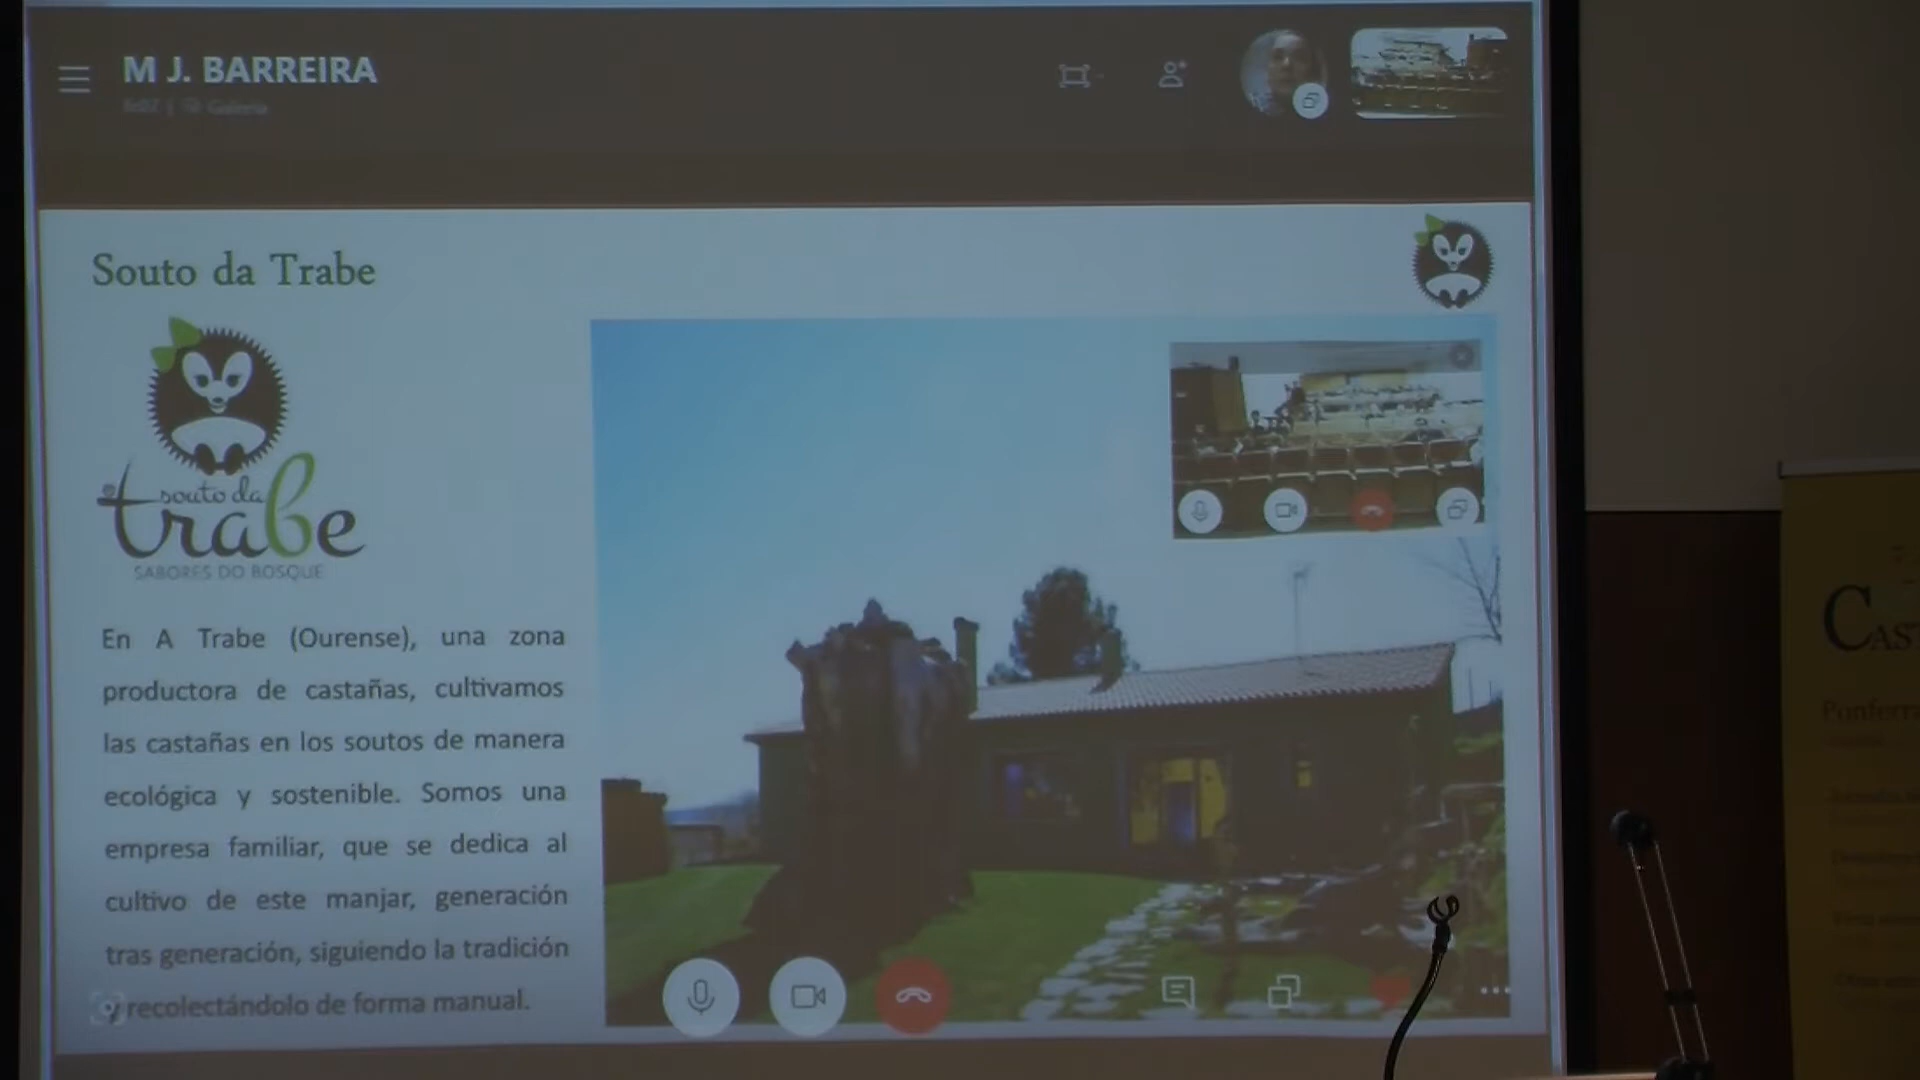 M J. BARREIRA
Souto da Trabe
souto da
trabe
SABORES DO BOSQUE
En A Trabe (Ourense), una zona
productora de castañas, cultivamos
las castañas en los soutos de manera
ecológica y sostenible. Somos una
empresa familiar, que se dedica al
cultivo de este manjar, generación
tras generación, siguiendo la tradición
y recolectándolo de forma manual.